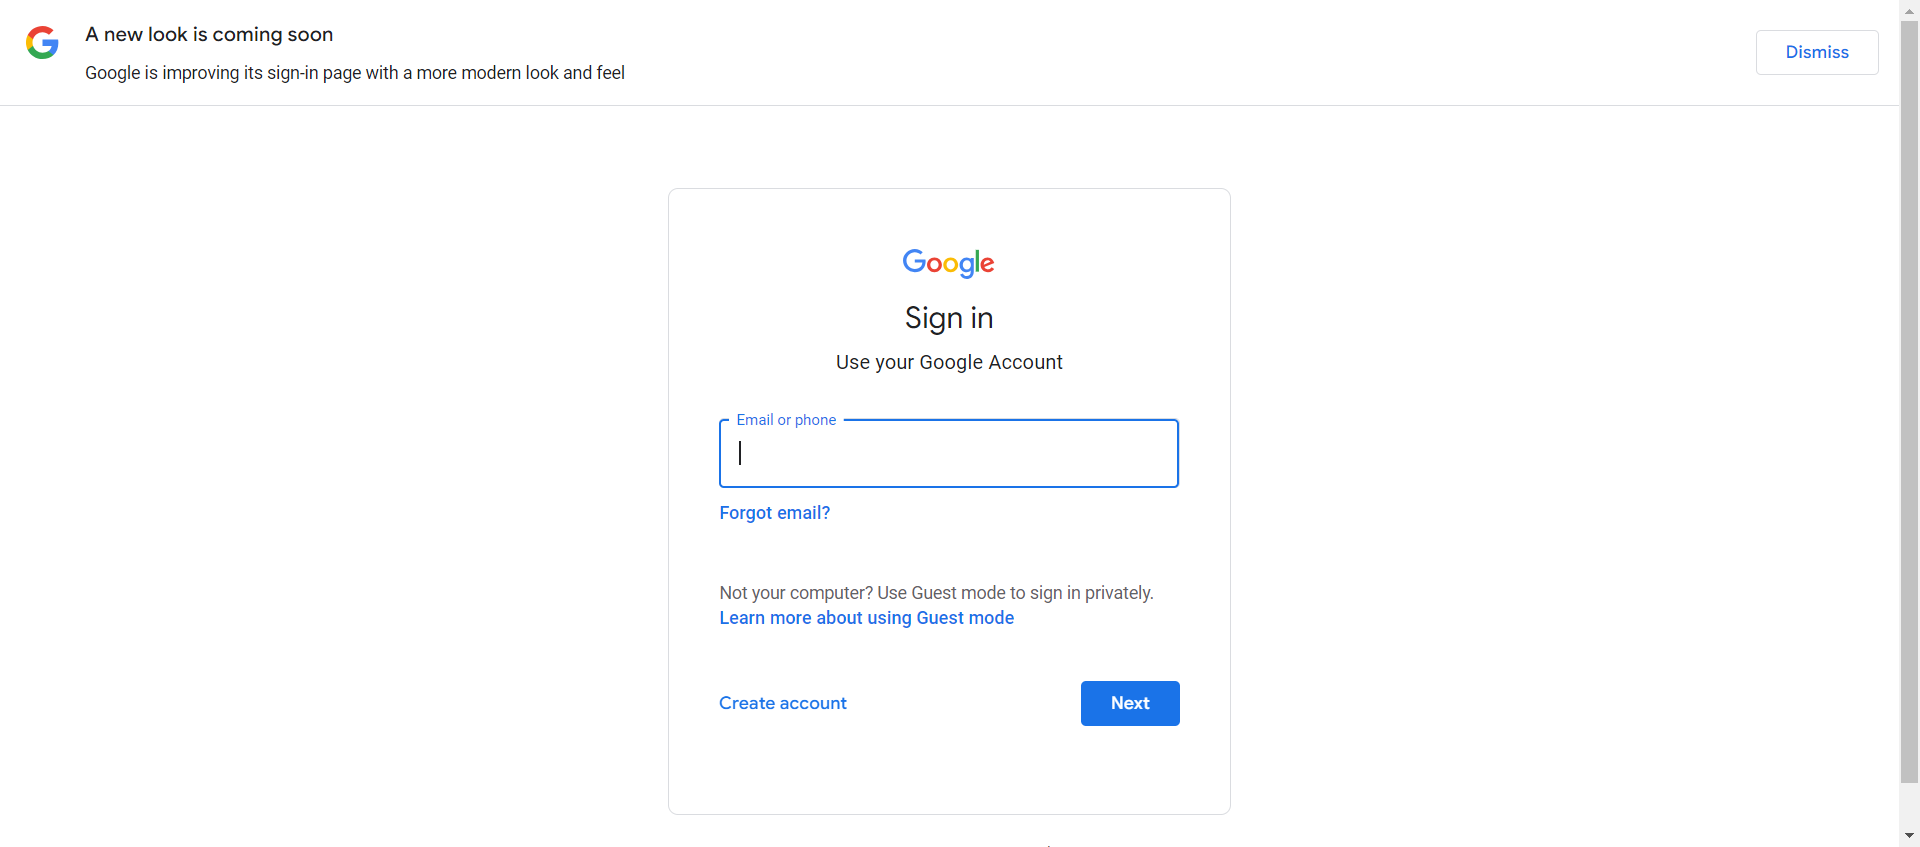 A new look is coming soon
Google is improving its sign-in page with a more modern look and feel
Dismiss
Google
Sign in
Use your Google Account
Email or phone
Forgot email?
Not your computer? Use Guest mode to sign in privately.
Learn more about using Guest mode
Create account
Next